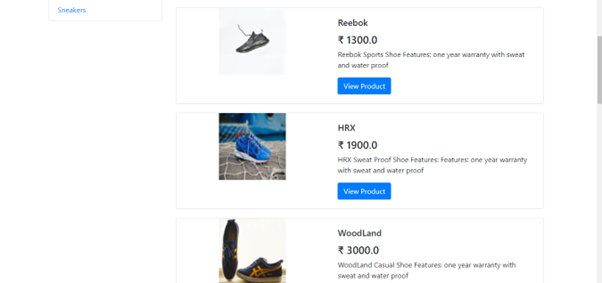 Sneakers
Reebok
₹ 1300.0
Reebok Sports Shoe Features: one year warranty with sweat
and water proof
View Product
HRX
₹ 1900.0
HRX Sweat Proof Shoe Features: Features: one year warranty
with sweat and water proof
View Product
WoodLand
₹ 3000.0
WoodLand Casual Shoe Features: one year warranty with
sweat and water proof